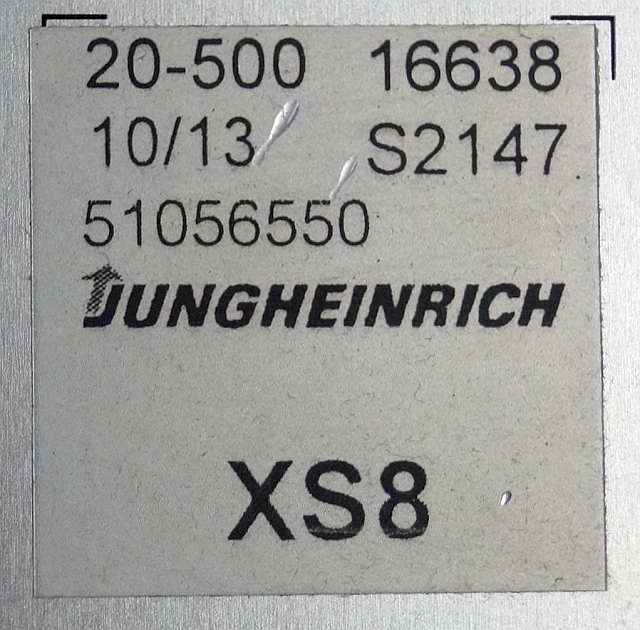 20-500 16638
10/13 S2147
51056550
JUNGHEINRICH
XS8